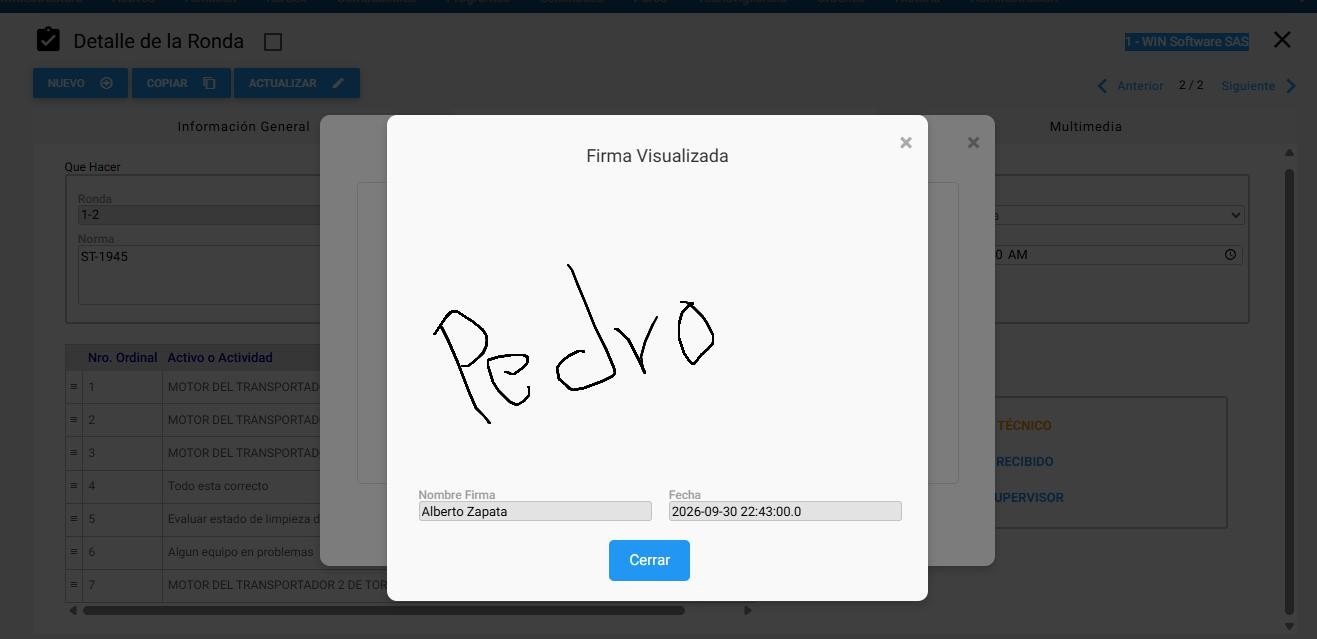 Detalle de la Ronda
1 - WIN Software SAS
NUEVO
COPIAR
ACTUALIZAR
Anterior 2 / 2 Siguiente
Información General
Multimedia
Que Hacer
Ronda
1-2
Norma
ST-1945
0 AM
Nro. Ordinal Activo o Actividad
1 MOTOR DEL TRANSPORTAD
2 MOTOR DEL TRANSPORTAD
3 MOTOR DEL TRANSPORTAD
4 Todo esta correcto
5 Evaluar estado de limpieza d
6 Algun equipo en problemas
7 MOTOR DEL TRANSPORTADOR 2 DE TOR
TÉCNICO
RECIBIDO
UPERVISOR
Firma Visualizada
Pedro
Nombre Firma
Alberto Zapata
Fecha
2026-09-30 22:43:00.0
Cerrar